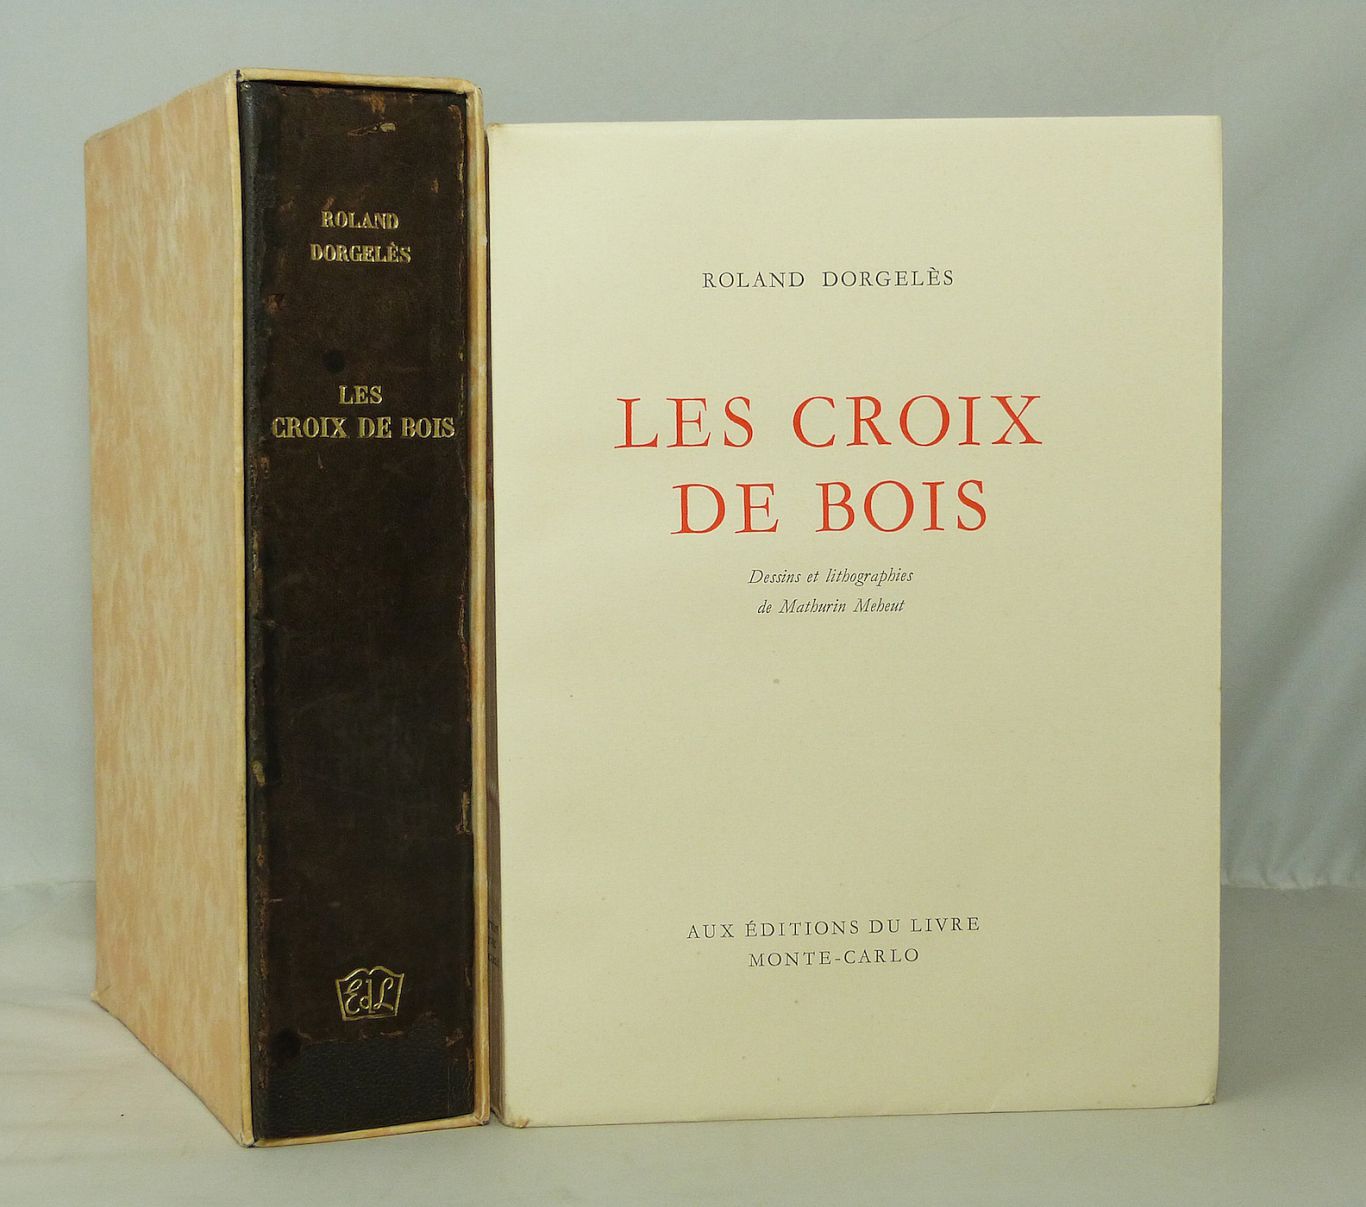 ROLAND
DORGELÈS
LES
CROIX DE BOIS
EdL
ROLAND DORGELÈS
LES CROIX
DE BOIS
Dessins et lithographies
de Mathurin Meheut
AUX ÉDITIONS DU LIVRE
MONTE-CARLO